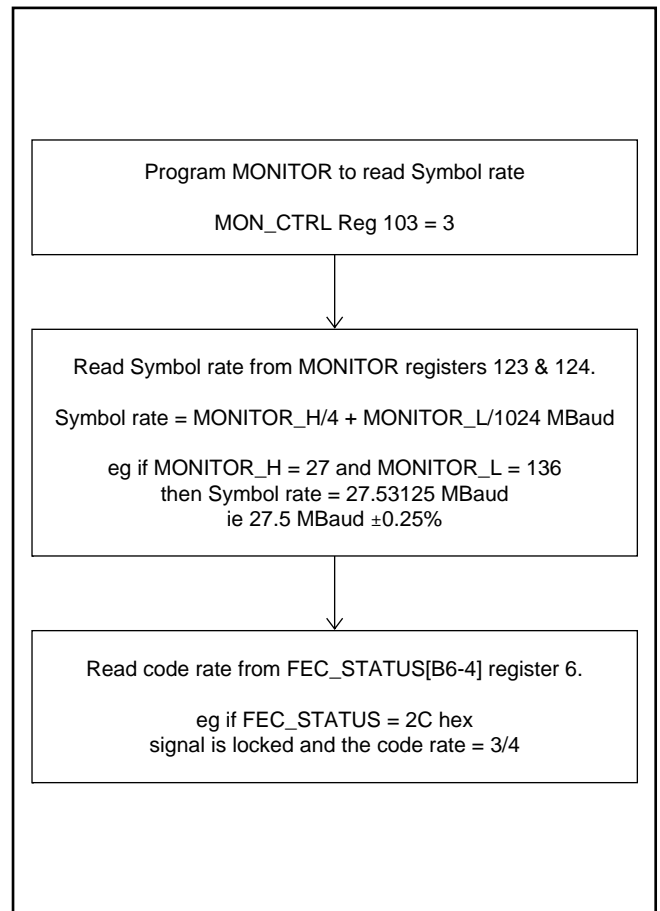 Program MONITOR to read Symbol rate
MON_CTRL Reg 103 = 3
Read Symbol rate from MONITOR registers 123 & 124.
Symbol rate = MONITOR_H/4 + MONITOR_L/1024 MBaud
eg if MONITOR_H = 27 and MONITOR_L = 136
then Symbol rate = 27.53125 MBaud
ie 27.5 MBaud ±0.25%
Read code rate from FEC_STATUS[B6-4] register 6.
eg if FEC_STATUS = 2C hex
signal is locked and the code rate = 3/4